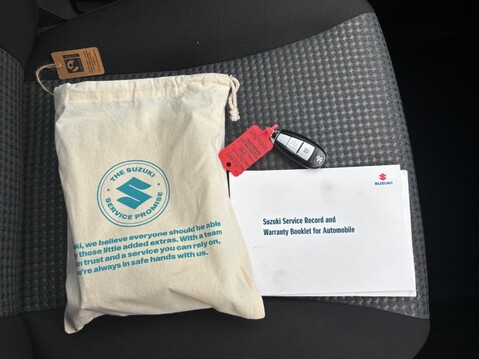 THE SUZUKI
SERVICE PROMISE
ki, we believe everyone should be able
those little added extras. With a team
n trust and a service you can rely on,
're always in safe hands with us.
SUZUKI
Suzuki Service Record and
Warranty Booklet for Automobile